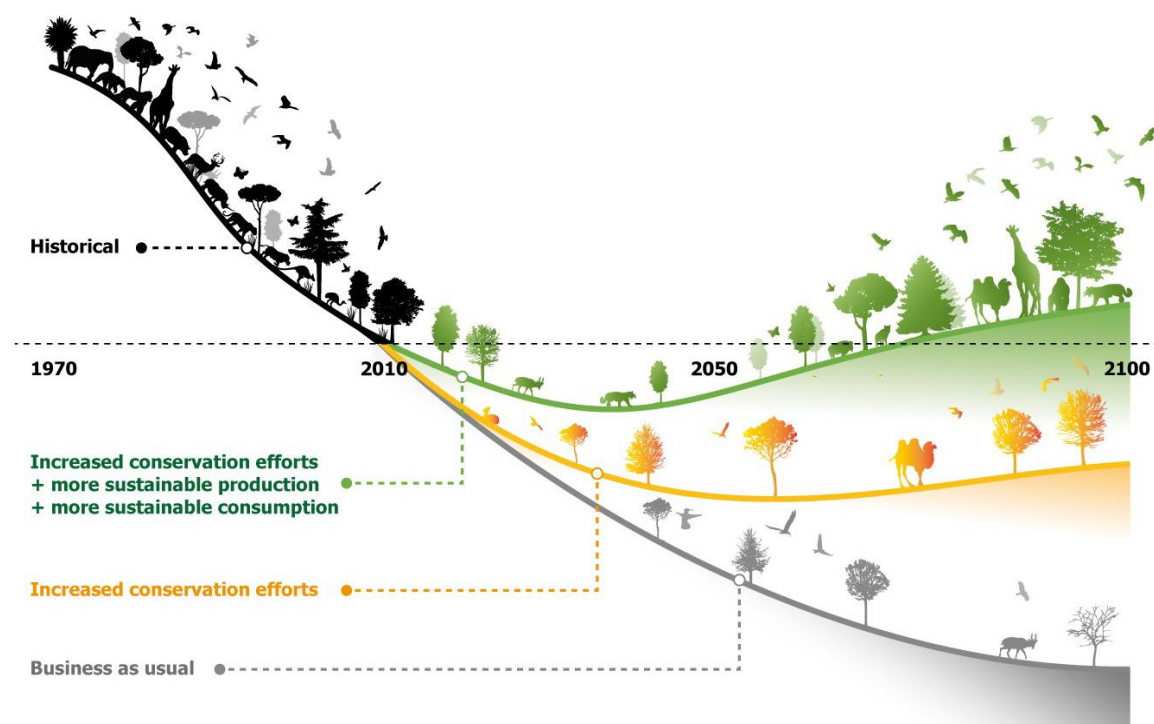 Historical
1970
2010
2050
2100
Increased conservation efforts
+ more sustainable production
+ more sustainable consumption
Increased conservation efforts
Business as usual